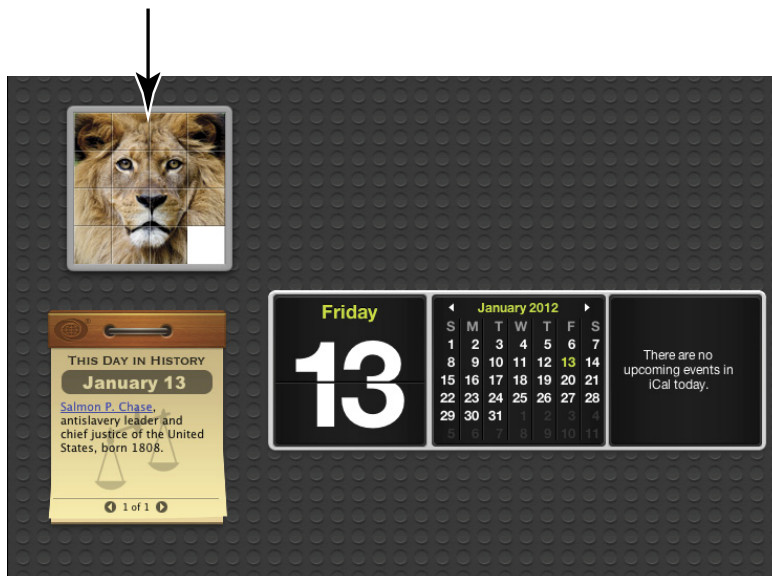 THIS DAY IN HISTORY
January 13
Salmon P. Chase,
antislavery leader and
chief justice of the United
States, born 1808.
1 of 1
Friday
13
January 2012
S M T W T F S
1 2 3 4 5 6 7
8 9 10 11 12 13 14
15 16 17 18 19 20 21
22 23 24 25 26 27 28
29 30 31 1 2 3 4
5 6 7 8 9 10 11
There are no
upcoming events in
iCal today.